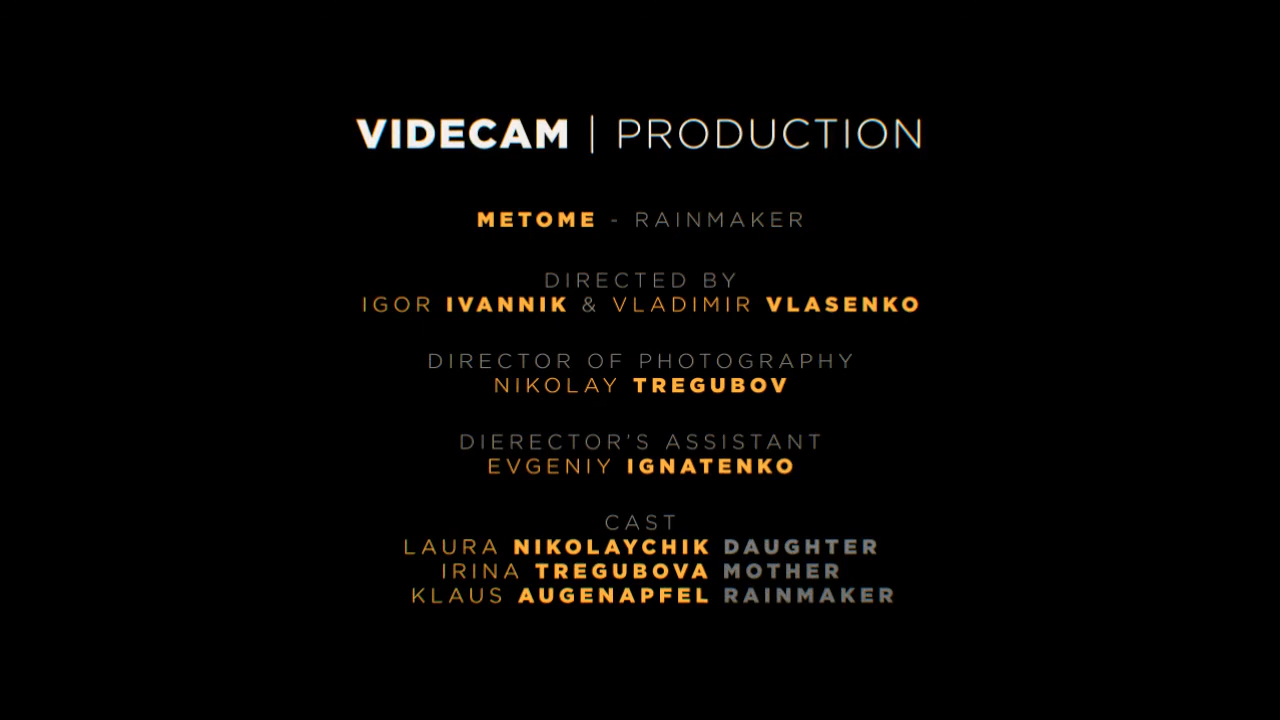 VIDECAM | PRODUCTION
METOME - RAINMAKER
DIRECTED BY
IGOR IVANNIK & VLADIMIR VLASENKO
DIRECTOR OF PHOTOGRAPHY
NIKOLAY TREGUBOV
DIERECTOR'S ASSISTANT
EVGENIY IGNATENKO
CAST
LAURA NIKOLAYCHIK DAUGHTER
IRINA TREGUBOVA MOTHER
KLAUS AUGENAPFEL RAINMAKER